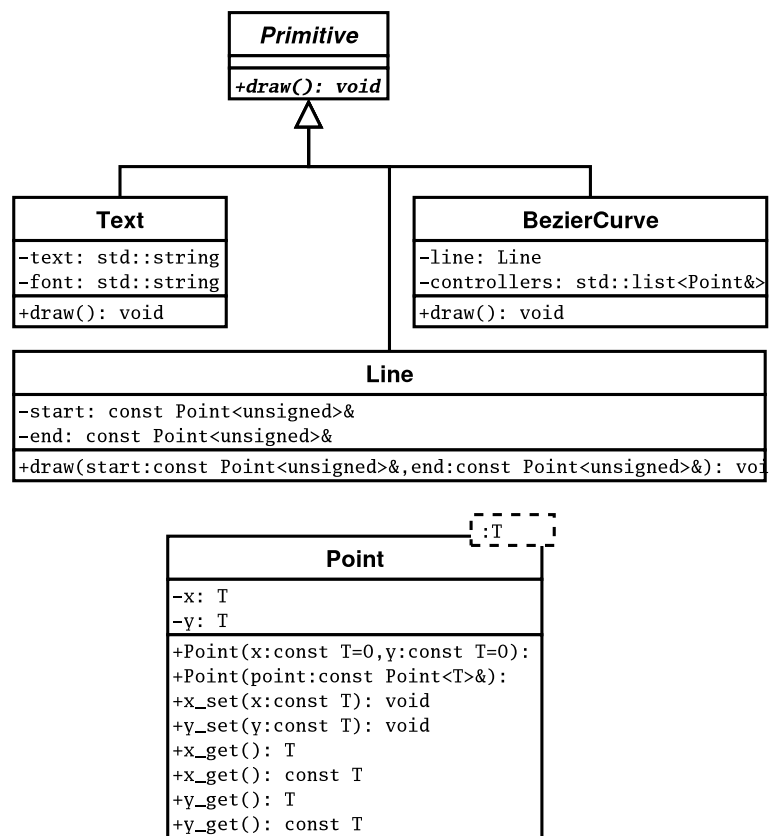 Primitive
+draw(): void
Text
-text: std::string
-font: std::string
+draw(): void
BezierCurve
-line: Line
-controllers: std::list<Point&>
+draw(): void
Line
-start: const Point<unsigned>&
-end: const Point<unsigned>&
+draw(start:const Point<unsigned>&,end:const Point<unsigned>&): voi
:T
Point
-x: T
-y: T
+Point(x:const T=0,y:const T=0):
+Point(point:const Point<T>&):
+x_set(x:const T): void
+y_set(y:const T): void
+x_get(): T
+x_get(): const T
+y_get(): T
+y_get(): const T